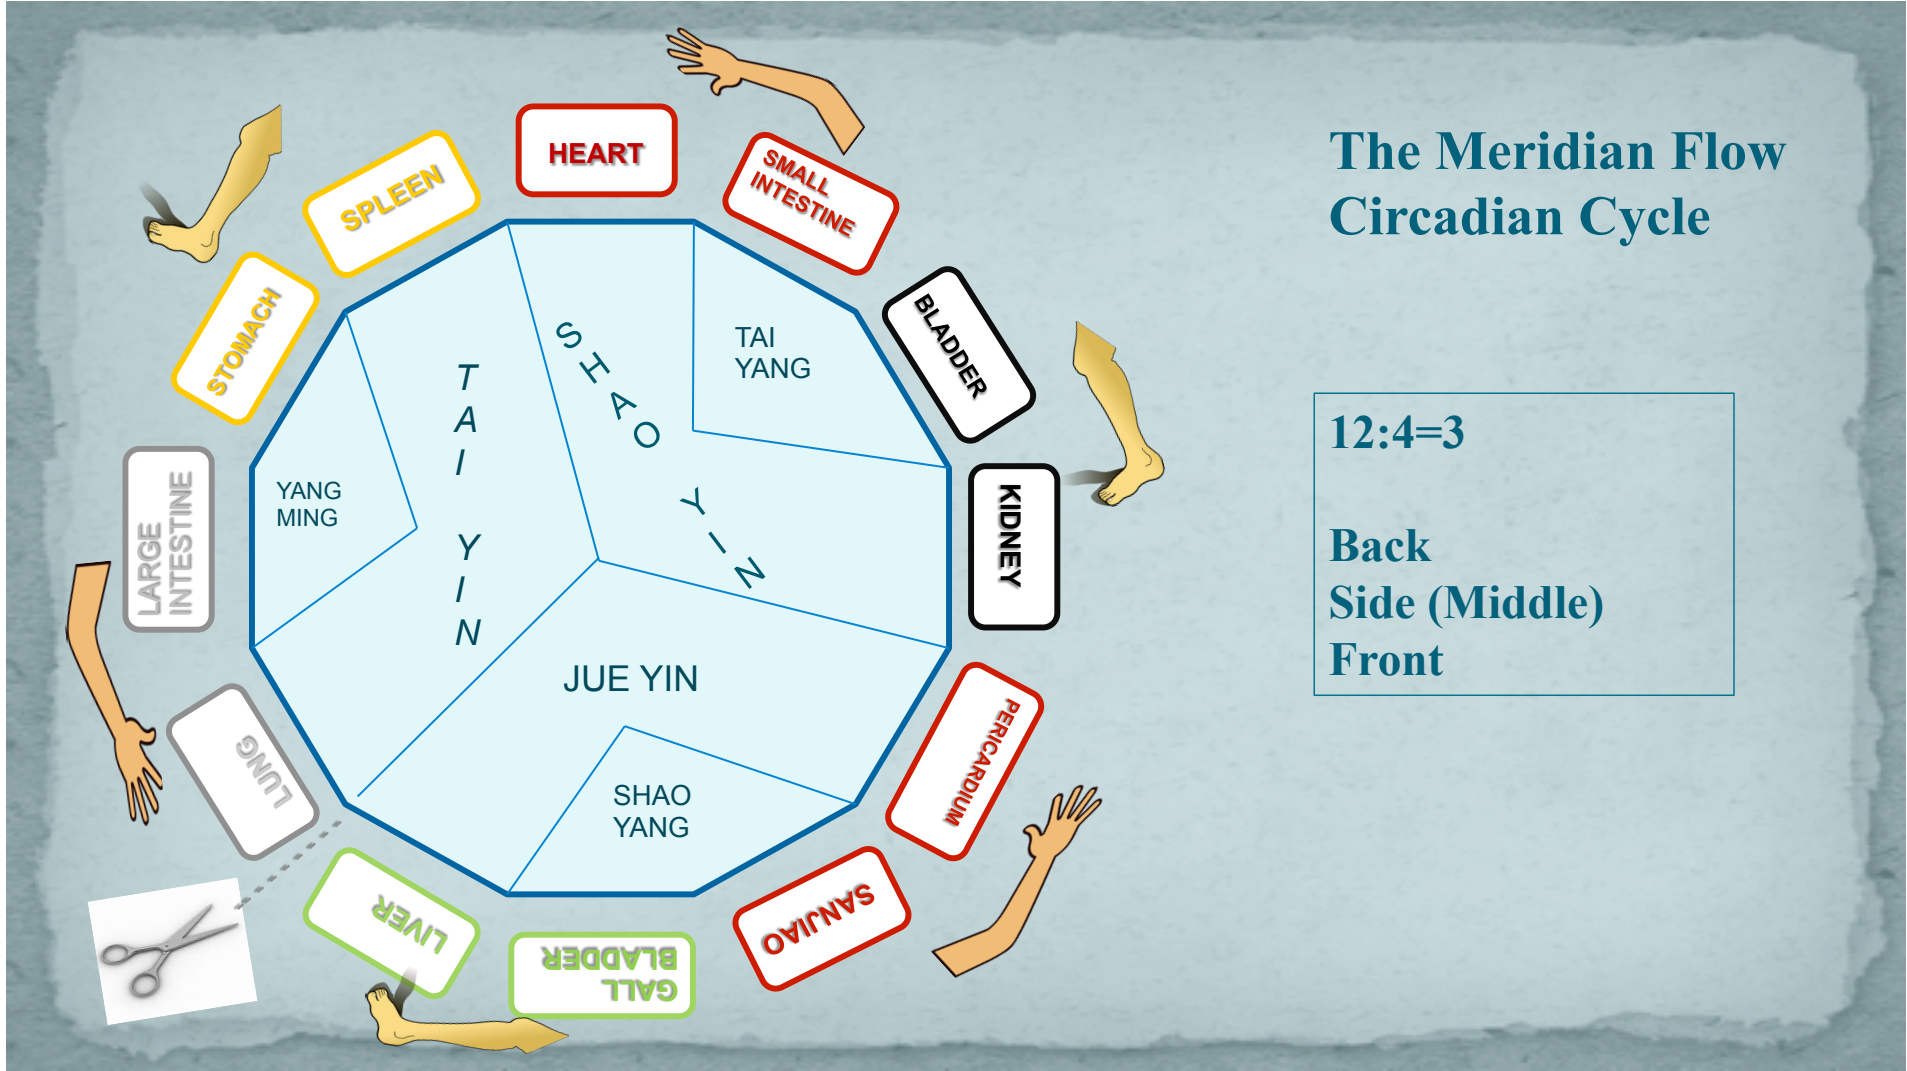 The Meridian Flow
Circadian Cycle
HEART
SMALL
INTESTINE
BLADDER
KIDNEY
PERICARDIUM
SANJIAO
GALL
BLADDER
LIVER
LUNG
LARGE
INTESTINE
STOMACH
SPLEEN
TAI YIN
SHAO YIN
TAI
YANG
YANG
MING
JUE YIN
SHAO
YANG
12:4=3
Back
Side (Middle)
Front